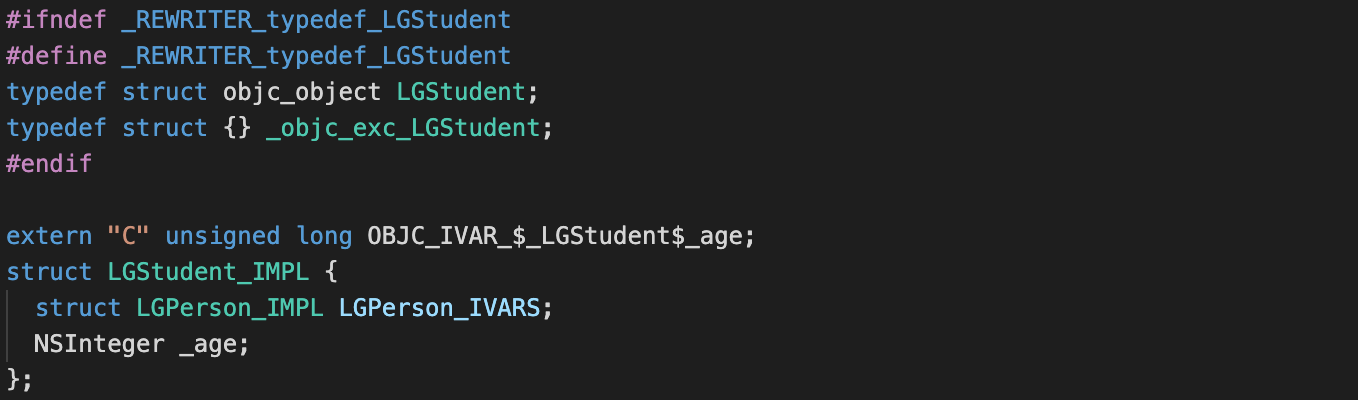 #ifndef _REWRITER_typedef_LGStudent
#define _REWRITER_typedef_LGStudent
typedef struct objc_object LGStudent;
typedef struct {} _objc_exc_LGStudent;
#endif
extern "C" unsigned long OBJC_IVAR_$_LGStudent$_age;
struct LGStudent_IMPL {
  struct LGPerson_IMPL LGPerson_IVARS;
  NSInteger _age;
};